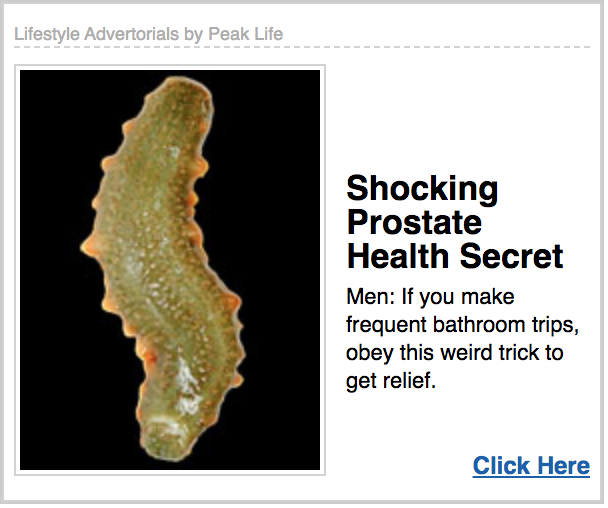 Lifestyle Advertorials by Peak Life
Shocking
Prostate
Health Secret
Men: If you make
frequent bathroom trips,
obey this weird trick to
get relief.
Click Here